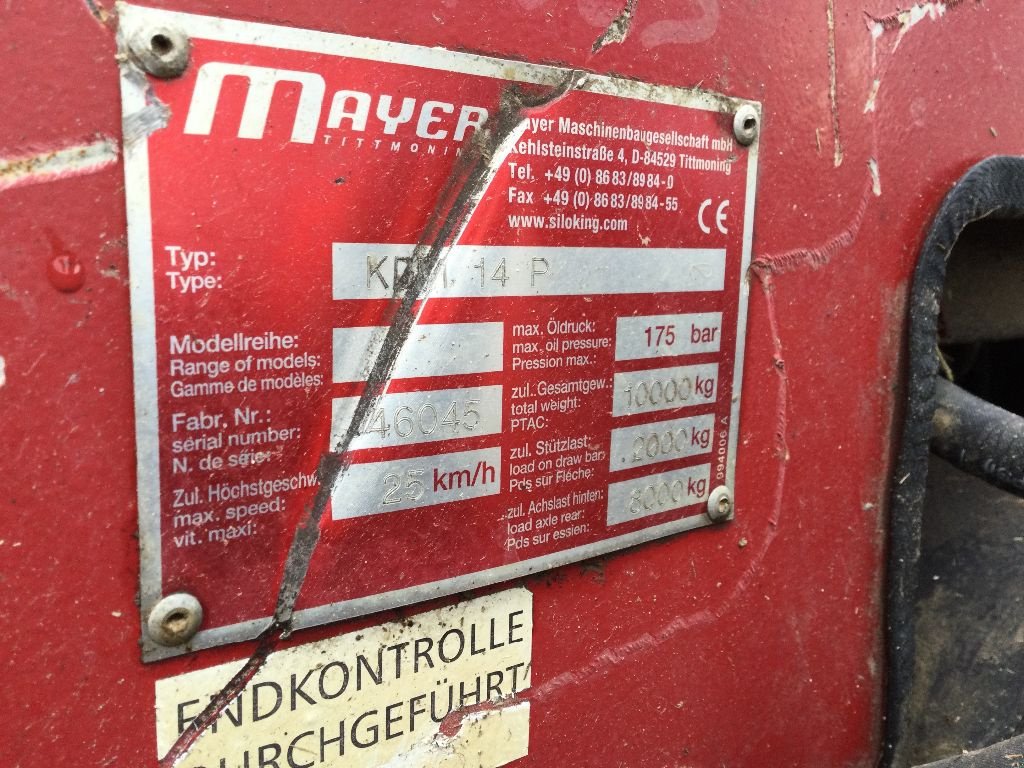 MAYER
TITTMONING
Mayer Maschinenbaugesellschaft mbH
Kehlsteinstraße 4, D-84529 Tittmoning
Tel. +49 (0) 86 83/89 84-0
Fax +49 (0) 86 83/89 84-55
www.siloking.com
CE
Typ:
Type:
14 P
Modellreihe:
Range of models:
Gamme de modèles:
Fabr. Nr.:
serial number:
N. de série:
46045
Zul. Höchstgeschw.
max. speed:
vit. maxi:
25 km/h
max. Öldruck:
max. oil pressure:
Pression max.:
175 bar
zul. Gesamtgew.:
total weight:
PTAC:
10000 kg
zul. Stützlast:
load on draw bar:
Pds sur Fléche:
2000 kg
zul. Achslast hinten:
load axle rear:
Pds sur essien:
8000 kg
994006 A
ENDKONTROLLE
DURCHGEFÜHRT